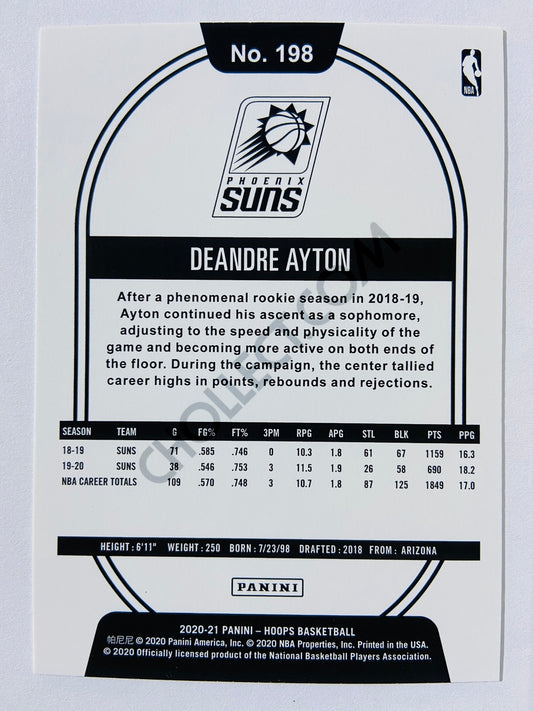 No. 198
NBA
PHOENIX
SUNS
DEANDRE AYTON
After a phenomenal rookie season in 2018-19,
Ayton continued his ascent as a sophomore,
adjusting to the speed and physicality of the
game and becoming more active on both ends of
the floor. During the campaign, the center tallied
career highs in points, rebounds and rejections.
CHOLLECT.COM
SEASON TEAM G FG% FT% 3PM RPG APG STL BLK PTS PPG
18-19 SUNS 71 .585 .746 0 10.3 1.8 61 67 1159 16.3
19-20 SUNS 38 .546 .753 3 11.5 1.9 26 58 690 18.2
NBA CAREER TOTALS 109 .570 .748 3 10.7 1.8 87 125 1849 17.0
HEIGHT: 6'11" WEIGHT: 250 BORN: 7/23/98 DRAFTED: 2018 FROM: ARIZONA
PANINI
2020-21 PANINI – HOOPS BASKETBALL
帕尼尼 © 2020 Panini America, Inc. © 2020 NBA Properties, Inc. Printed in the USA.
© 2020 Officially licensed product of the National Basketball Players Association.